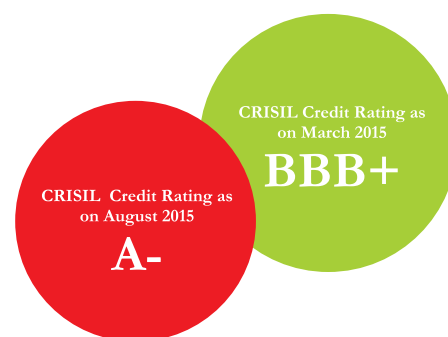 CRISIL Credit Rating as
on March 2015
BBB+
CRISIL  Credit Rating as
on August 2015
A-